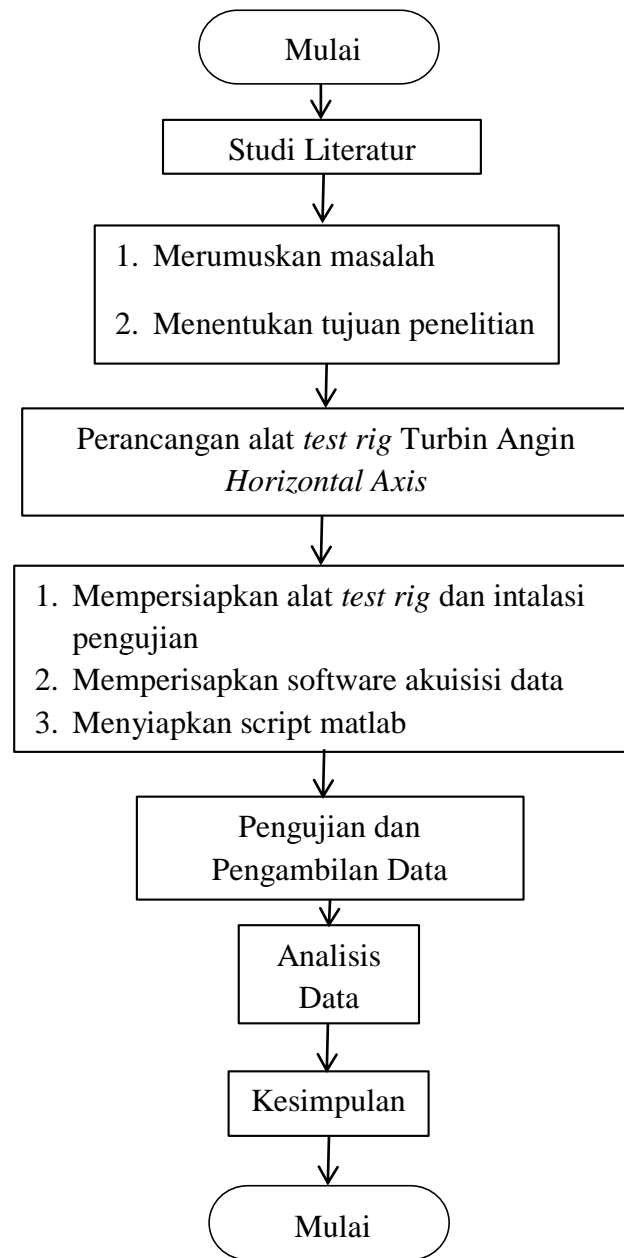 Mulai
Studi Literatur
1. Merumuskan masalah
2. Menentukan tujuan penelitian
Perancangan alat test rig Turbin Angin
Horizontal Axis
1. Mempersiapkan alat test rig dan intalasi
pengujian
2. Memperisapkan software akuisisi data
3. Menyiapkan script matlab
Pengujian dan
Pengambilan Data
Analisis
Data
Kesimpulan
Mulai